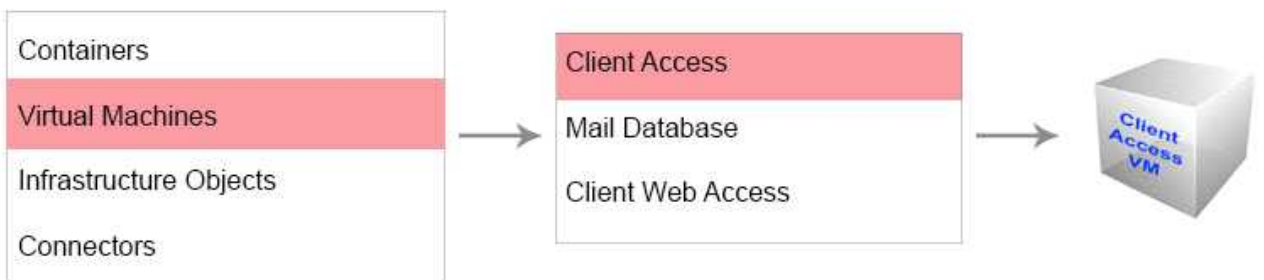 Containers
Virtual Machines
Infrastructure Objects
Connectors
Client Access
Mail Database
Client Web Access
Client
Access
VM